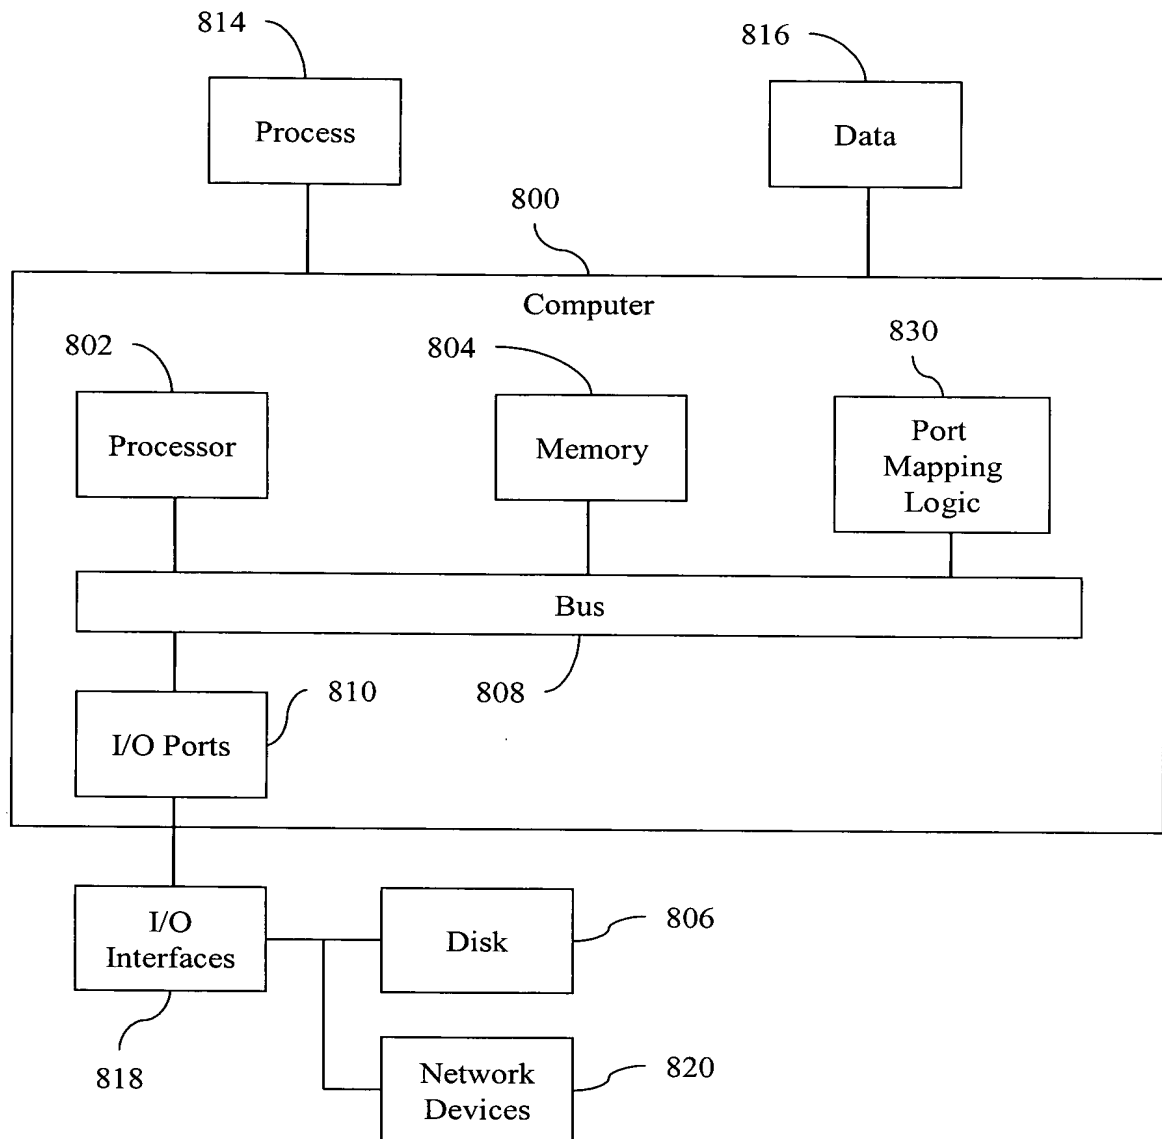 814
816
Process
Data
800
Computer
802
804
830
Processor
Memory
Port
Mapping
Logic
Bus
810
808
I/O Ports
I/O
Interfaces
Disk
806
818
Network
Devices
820